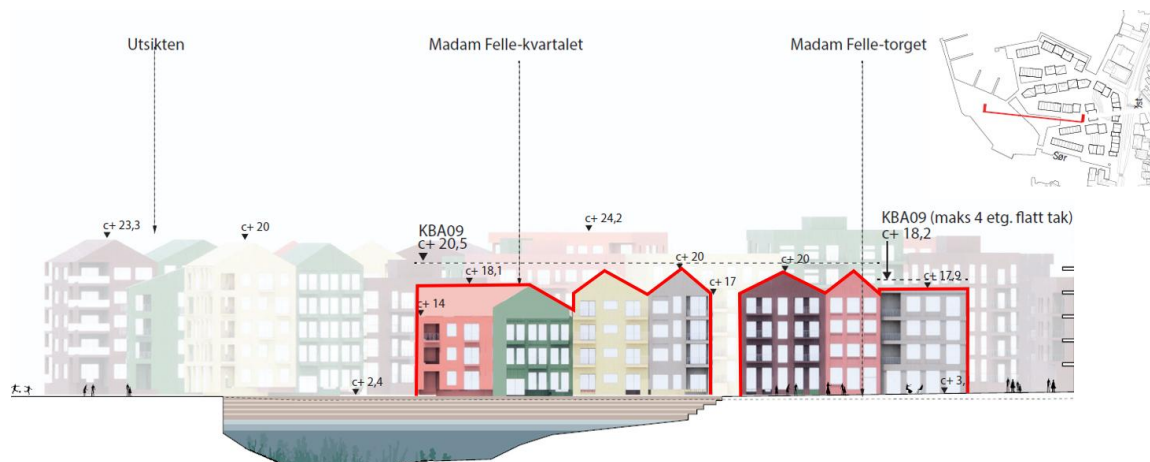 Utsikten
Madam Felle-kvartalet
Madam Felle-torget
Sør
c+ 23,3
c+ 20
c+ 24,2
KBA09
c+ 20,5
c+ 18,1
c+ 14
c+ 20
c+ 17
c+ 20
KBA09 (maks 4 etg. flatt tak)
c+ 18,2
c+ 17,9
c+ 2,4
c+ 3,